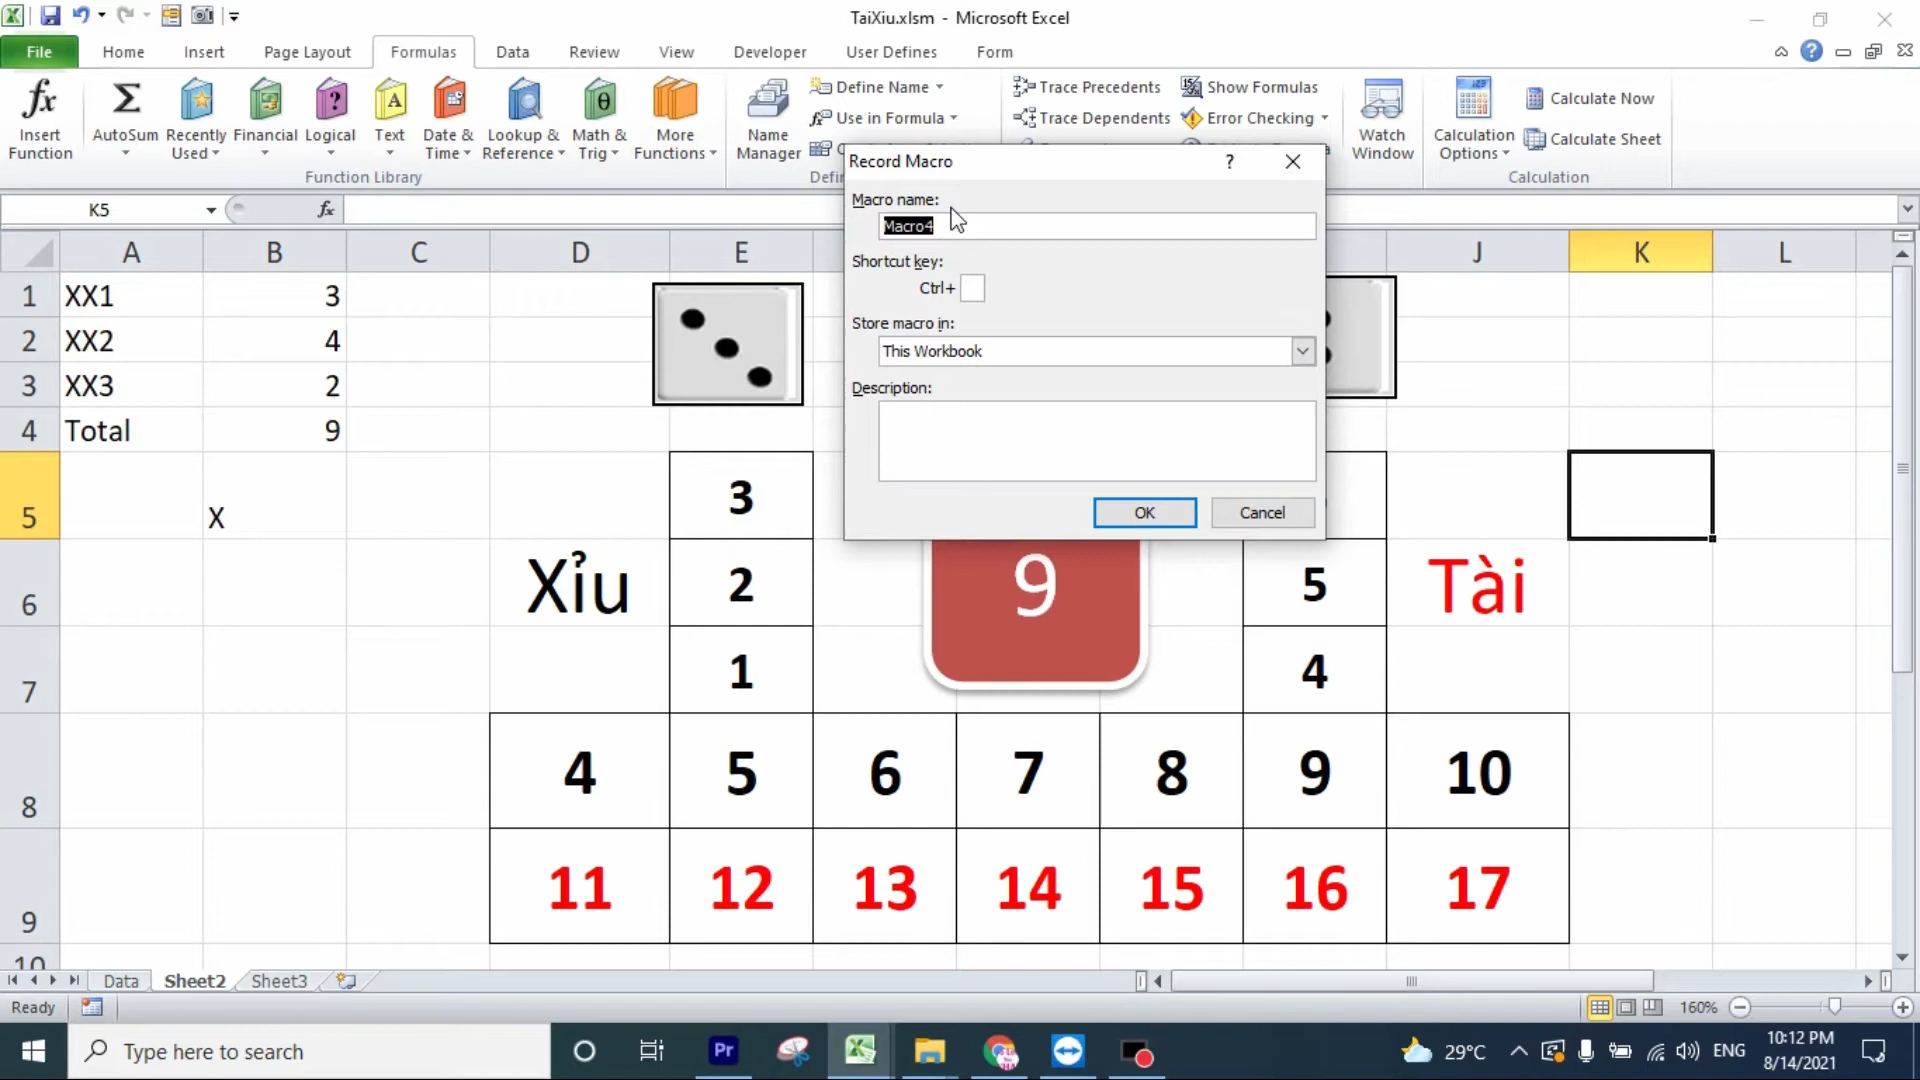 TaiXiu.xlsm - Microsoft Excel
File Home Insert Page Layout Formulas Data Review View Developer User Defines Form
Insert Function
AutoSum
Recently Used
Financial
Logical
Text
Date & Time
Lookup & Reference
Math & Trig
More Functions
Function Library
Name Manager
Define Name
Use in Formula
Trace Precedents
Trace Dependents
Show Formulas
Error Checking
Watch Window
Calculation Options
Calculate Now
Calculate Sheet
Calculation
K5
fx
Record Macro
?
Macro name:
Macro4
Shortcut key:
Ctrl+
Store macro in:
This Workbook
Description:
OK Cancel
A B C D E J K L
1 XX1 3
2 XX2 4
3 XX3 2
4 Total 9
5 X 3
6 Xỉu 2 9 5 Tài
7 1 4
8 4 5 6 7 8 9 10
9 11 12 13 14 15 16 17
10
Data Sheet2 Sheet3
Ready 160%
Type here to search
Pr
29°C
ENG
10:12 PM
8/14/2021